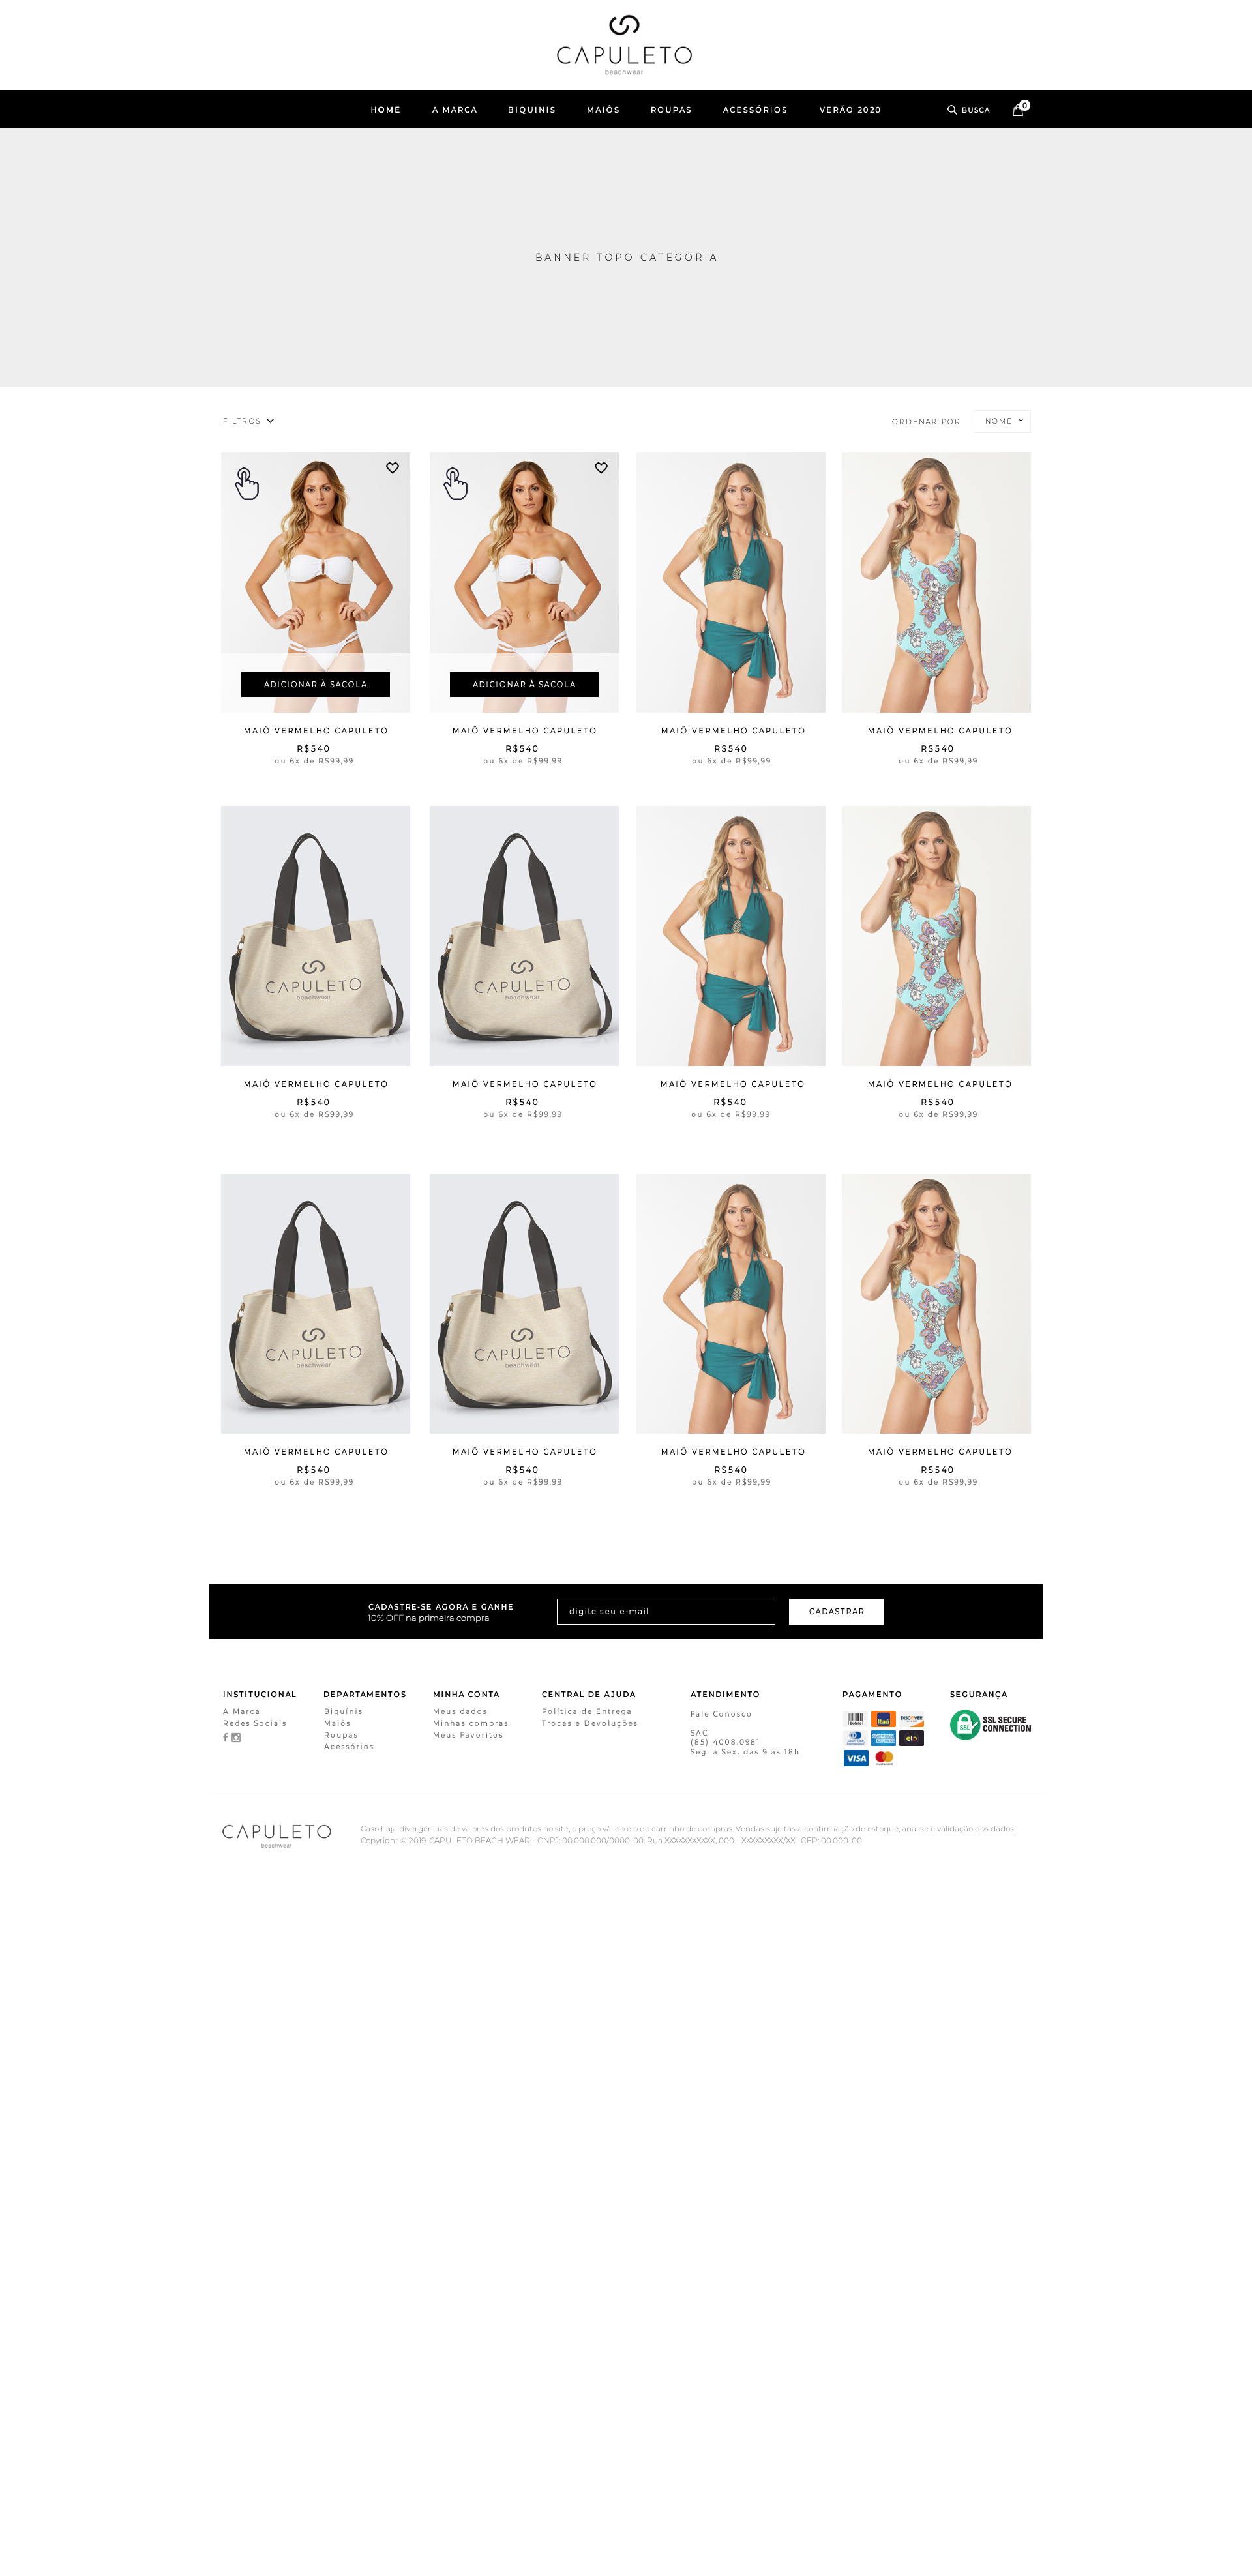 CAPULETO
beachwear
HOME A MARCA BIQUINIS MAIÔS ROUPAS ACESSÓRIOS VERÃO 2020 BUSCA 0
BANNER TOPO CATEGORIA
FILTROS ORDENAR POR NOME
ADICIONAR À SACOLA ADICIONAR À SACOLA
MAIÔ VERMELHO CAPULETO MAIÔ VERMELHO CAPULETO MAIÔ VERMELHO CAPULETO MAIÔ VERMELHO CAPULETO
R$540 R$540 R$540 R$540
ou 6x de R$99,99 ou 6x de R$99,99 ou 6x de R$99,99 ou 6x de R$99,99
CAPULETO CAPULETO
beachwear beachwear
MAIÔ VERMELHO CAPULETO MAIÔ VERMELHO CAPULETO MAIÔ VERMELHO CAPULETO MAIÔ VERMELHO CAPULETO
R$540 R$540 R$540 R$540
ou 6x de R$99,99 ou 6x de R$99,99 ou 6x de R$99,99 ou 6x de R$99,99
CAPULETO CAPULETO
beachwear beachwear
MAIÔ VERMELHO CAPULETO MAIÔ VERMELHO CAPULETO MAIÔ VERMELHO CAPULETO MAIÔ VERMELHO CAPULETO
R$540 R$540 R$540 R$540
ou 6x de R$99,99 ou 6x de R$99,99 ou 6x de R$99,99 ou 6x de R$99,99
CADASTRE-SE AGORA E GANHE
10% OFF na primeira compra
digite seu e-mail CADASTRAR
INSTITUCIONAL
A Marca
Redes Sociais
DEPARTAMENTOS
Biquínis
Maiôs
Roupas
Acessórios
MINHA CONTA
Meus dados
Minhas compras
Meus Favoritos
CENTRAL DE AJUDA
Política de Entrega
Trocas e Devoluções
ATENDIMENTO
Fale Conosco
SAC
(85) 4008.0981
Seg. à Sex. das 9 às 18h
PAGAMENTO
Boleto Itaú DISCOVER
elo
VISA
SEGURANÇA
SSL
SSL SECURE
CONNECTION
CAPULETO
beachwear
Caso haja divergências de valores dos produtos no site, o preço válido é o do carrinho de compras. Vendas sujeitas a confirmação de estoque, análise e validação dos dados.
Copyright © 2019. CAPULETO BEACH WEAR - CNPJ: 00.000.000/0000-00. Rua XXXXXXXXXXX, 000 - XXXXXXXXX/XX- CEP: 00.000-00